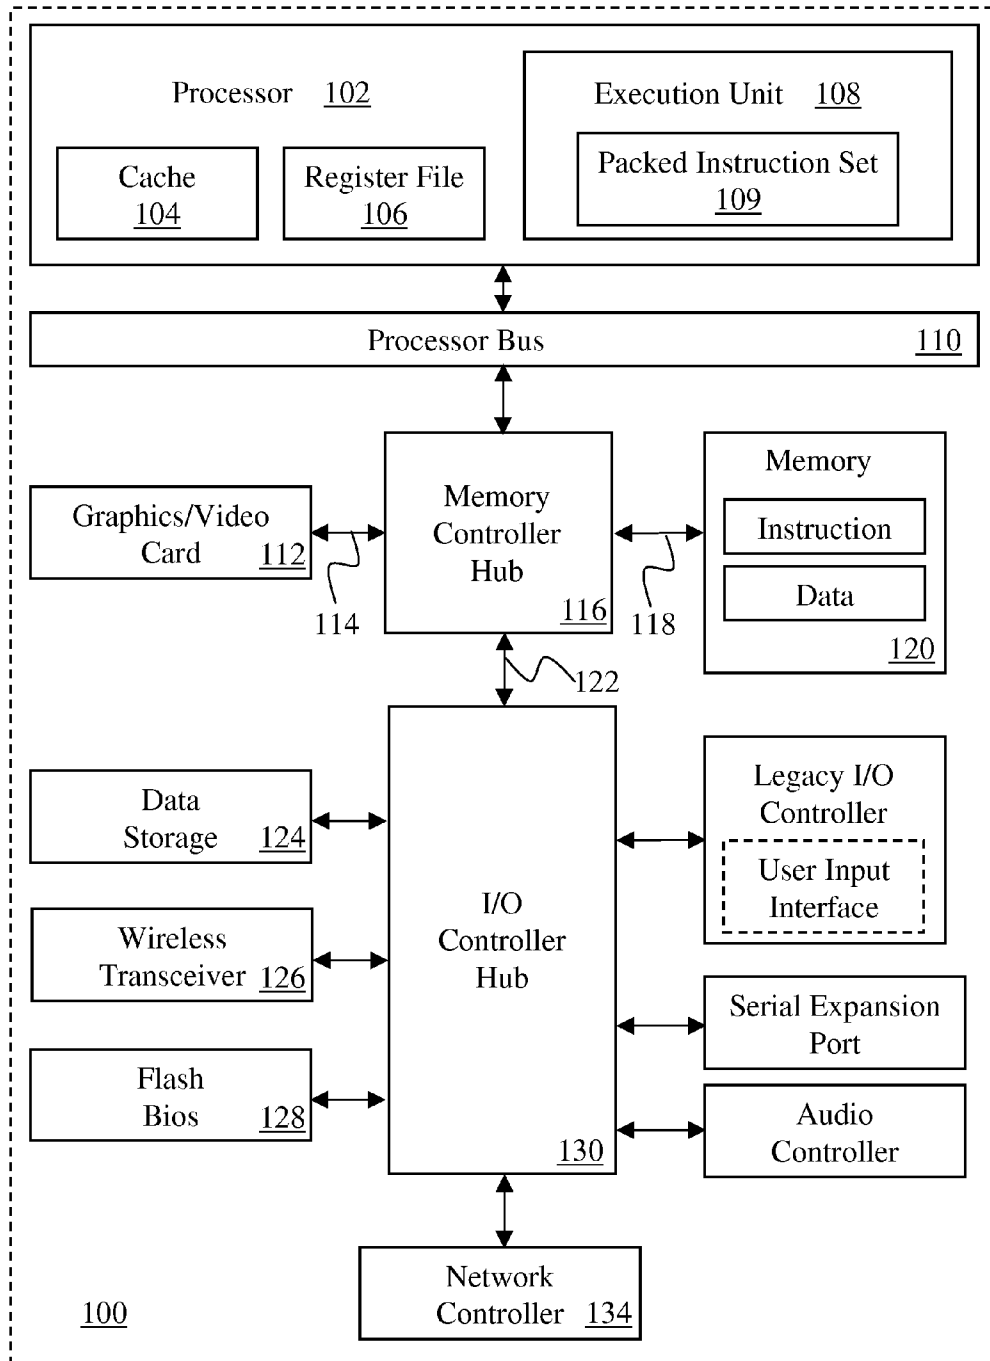 Processor 102
Execution Unit 108
Cache
104
Register File
106
Packed Instruction Set
109
Processor Bus 110
Graphics/Video
Card 112
114
Memory
Controller
Hub
116
118
Memory
Instruction
Data
120
122
Data
Storage 124
Wireless
Transceiver 126
Flash
Bios 128
I/O
Controller
Hub
130
Legacy I/O
Controller
User Input
Interface
Serial Expansion
Port
Audio
Controller
Network
Controller 134
100